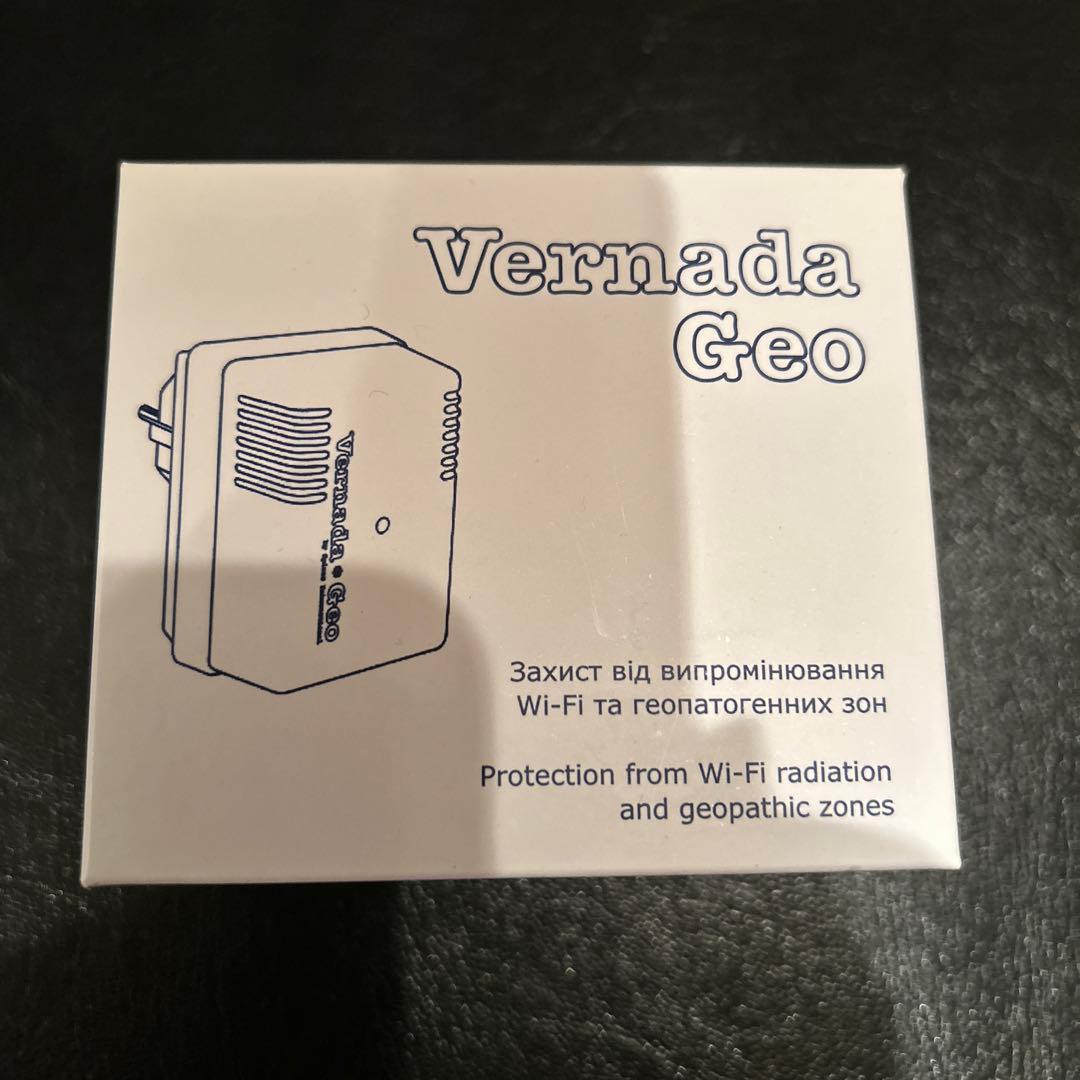 Vernada
Geo
Vernada • Geo
Захист від випромінювання
Wi-Fi та геопатогенних зон
Protection from Wi-Fi radiation
and geopathic zones